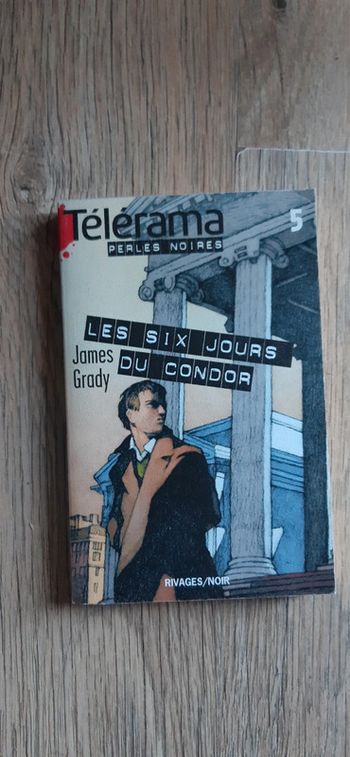 Télérama
PERLES NOIRES
5
LES SIX JOURS
DU CONDOR
James
Grady
RIVAGES/NOIR